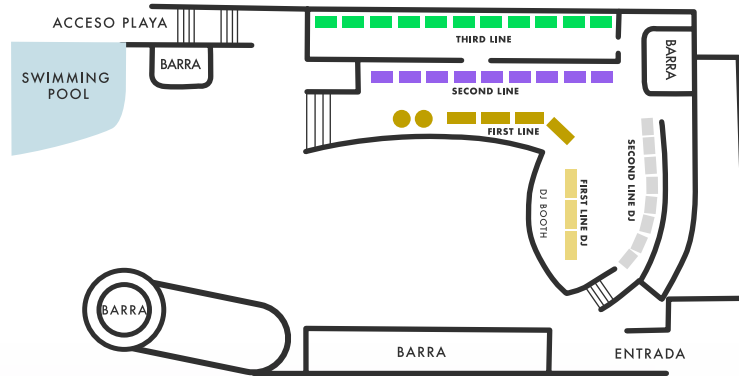 ACCESO PLAYA
THIRD LINE
BARRA
BARRA
SWIMMING
POOL
SECOND LINE
FIRST LINE
SECOND LINE DJ
FIRST LINE DJ
DJ BOOTH
BARRA
BARRA
ENTRADA